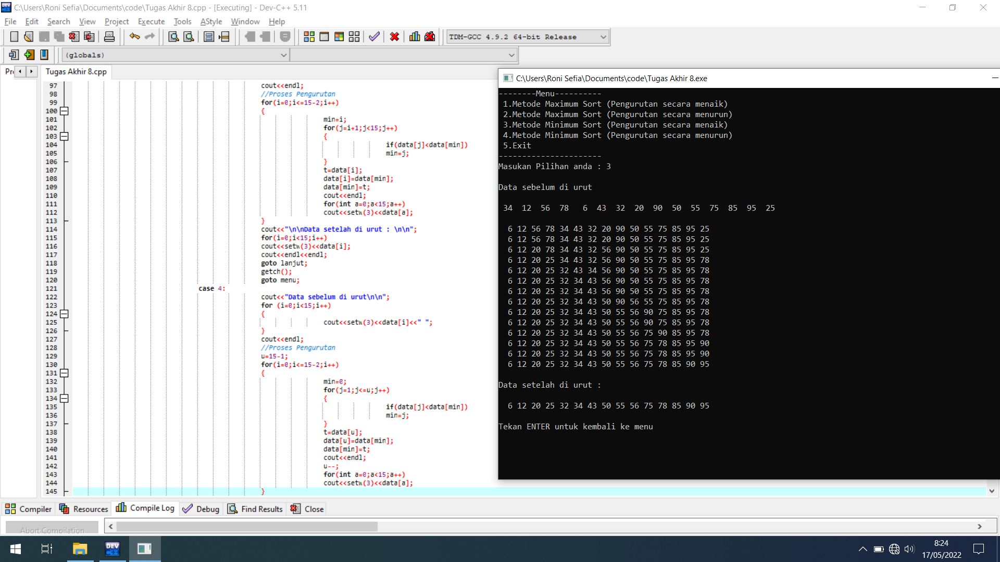 C:\Users\Roni Sefia\Documents\code\Tugas Akhir 8.cpp - [Executing] - Dev-C++ 5.11
File Edit Search View Project Execute Tools AStyle Window Help
TDM-GCC 4.9.2 64-bit Release
(globals)
Tugas Akhir 8.cpp
97 cout<<endl;
98 //Proses Pengurutan
99 for(i=0;i<=15-2;i++)
100 {
101 min=i;
102 for(j=i+1;j<15;j++)
103 {
104 if(data[j]<data[min])
105 min=j;
106 }
107 t=data[i];
108 data[i]=data[min];
109 data[min]=t;
110 cout<<endl;
111 for(int a=0;a<15;a++)
112 cout<<setw(3)<<data[a];
113 }
114 cout<<"\n\nData setelah di urut : \n\n";
115 for(i=0;i<15;i++)
116 cout<<setw(3)<<data[i];
117 cout<<endl<<endl;
118 goto lanjut;
119 getch();
120 goto menu;
121 case 4:
122 cout<<"Data sebelum di urut\n\n";
123 for (i=0;i<15;i++)
124 {
125 cout<<setw(3)<<data[i]<<" ";
126 }
127 cout<<endl;
128 //Proses Pengurutan
129 u=15-1;
130 for(i=0;i<=15-2;i++)
131 {
132 min=0;
133 for(j=1;j<=u;j++)
134 {
135 if(data[j]<data[min])
136 min=j;
137 }
138 t=data[u];
139 data[u]=data[min];
140 data[min]=t;
141 cout<<endl;
142 u--;
143 for(int a=0;a<15;a++)
144 cout<<setw(3)<<data[a];
145 }
C:\Users\Roni Sefia\Documents\code\Tugas Akhir 8.exe
--------Menu----------
1.Metode Maximum Sort (Pengurutan secara menaik)
2.Metode Maximum Sort (Pengurutan secara menurun)
3.Metode Minimum Sort (Pengurutan secara menaik)
4.Metode Minimum Sort (Pengurutan secara menurun)
5.Exit
----------------------
Masukan Pilihan anda : 3
Data sebelum di urut
34 12 56 78 6 43 32 20 90 50 55 75 85 95 25
6 12 56 78 34 43 32 20 90 50 55 75 85 95 25
6 12 56 78 34 43 32 20 90 50 55 75 85 95 25
6 12 20 78 34 43 32 56 90 50 55 75 85 95 25
6 12 20 25 34 43 32 56 90 50 55 75 85 95 78
6 12 20 25 32 43 34 56 90 50 55 75 85 95 78
6 12 20 25 32 34 43 56 90 50 55 75 85 95 78
6 12 20 25 32 34 43 56 90 50 55 75 85 95 78
6 12 20 25 32 34 43 50 90 56 55 75 85 95 78
6 12 20 25 32 34 43 50 55 56 90 75 85 95 78
6 12 20 25 32 34 43 50 55 56 90 75 85 95 78
6 12 20 25 32 34 43 50 55 56 75 90 85 95 78
6 12 20 25 32 34 43 50 55 56 75 78 85 95 90
6 12 20 25 32 34 43 50 55 56 75 78 85 95 90
6 12 20 25 32 34 43 50 55 56 75 78 85 90 95
Data setelah di urut :
6 12 20 25 32 34 43 50 55 56 75 78 85 90 95
Tekan ENTER untuk kembali ke menu
Compiler Resources Compile Log Debug Find Results Close
Abort Compilation
DEV C++
8:24
17/05/2022